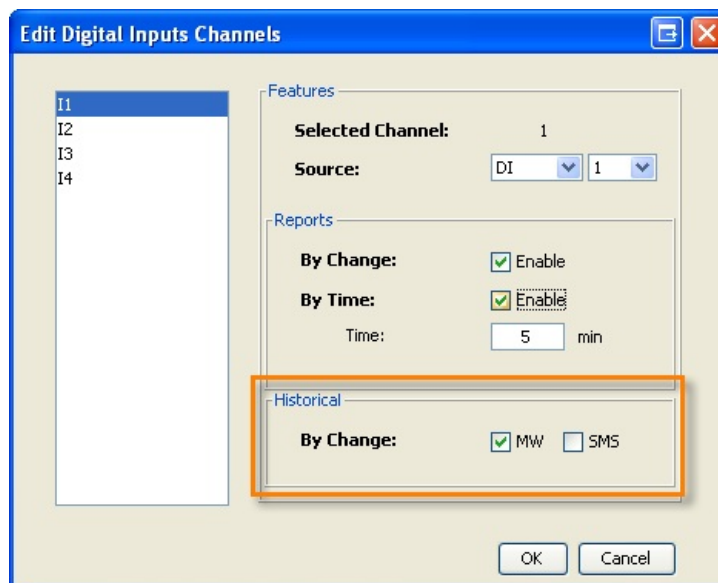 Edit Digital Inputs Channels
I1
I2
I3
I4
Features
Selected Channel: 1
Source: DI 1
Reports
By Change: Enable
By Time: Enable
Time: 5 min
Historical
By Change: MW SMS
OK Cancel